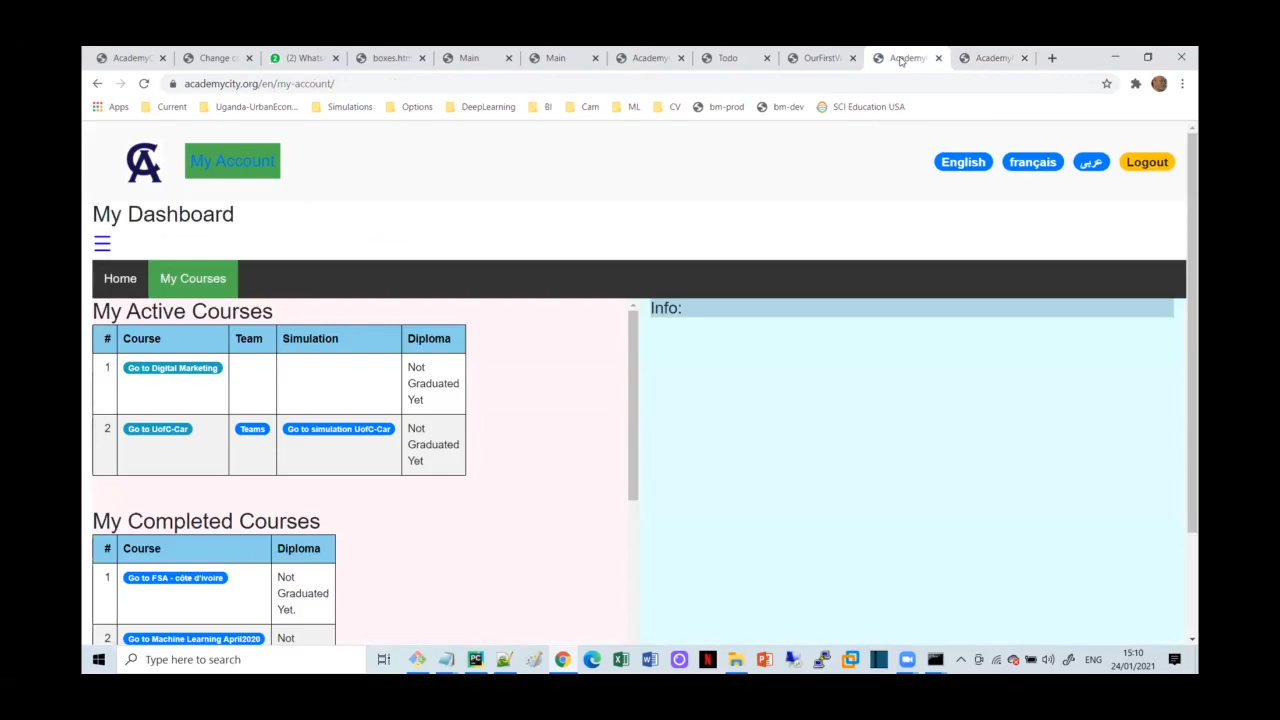 Academy
Change o
(2) Whats
boxes.htm
Main
Main
Academy
Todo
OurFirstW
Academy
Academy
academycity.org/en/my-account/
Apps
Current
Uganda-UrbanEcon...
Simulations
Options
DeepLearning
BI
Cam
ML
CV
bm-prod
bm-dev
SCI Education USA
CA
My Account
English
français
عربى
Logout
My Dashboard
Home
My Courses
My Active Courses
# Course Team Simulation Diploma
1 Go to Digital Marketing Not
Graduated
Yet
2 Go to UofC-Car Teams Go to simulation UofC-Car Not
Graduated
Yet
My Completed Courses
# Course Diploma
1 Go to FSA - côte d'ivoire Not
Graduated
Yet.
2 Go to Machine Learning April2020 Not
Info:
Type here to search
ENG
15:10
24/01/2021